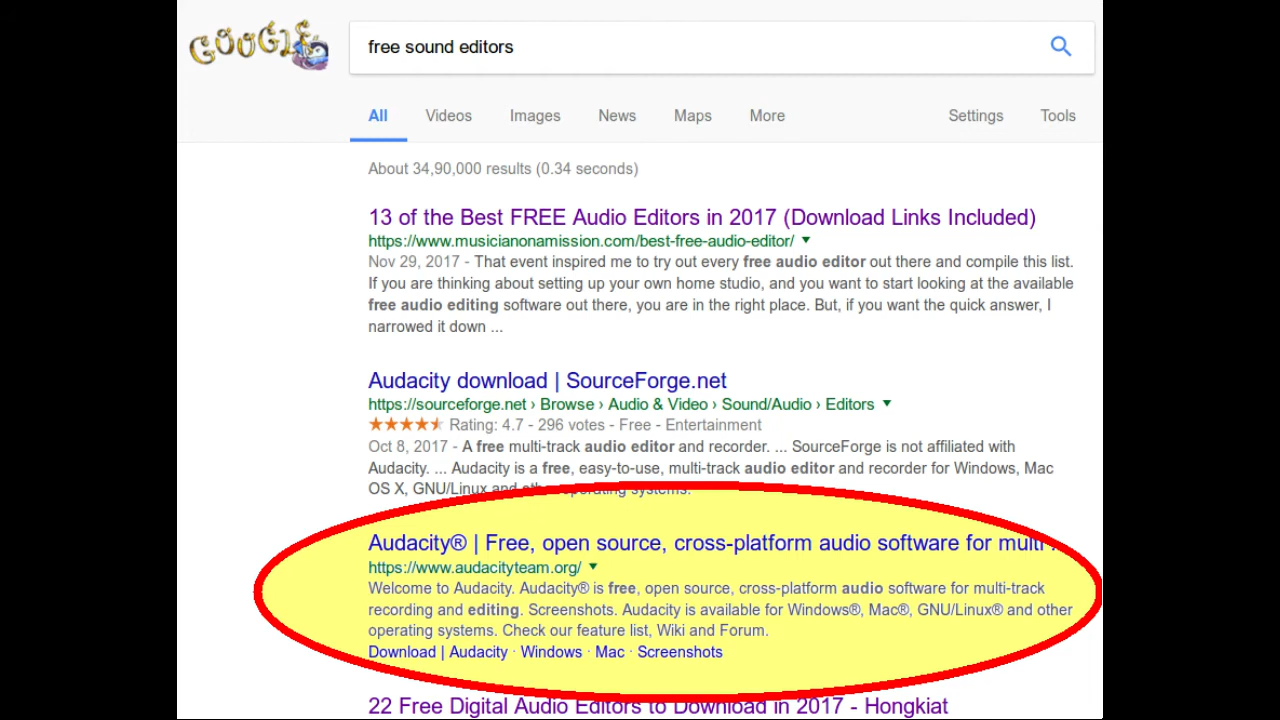 GOOGLE
free sound editors
All Videos Images News Maps More Settings Tools
About 34,90,000 results (0.34 seconds)
13 of the Best FREE Audio Editors in 2017 (Download Links Included)
https://www.musicianonamission.com/best-free-audio-editor/
Nov 29, 2017 - That event inspired me to try out every free audio editor out there and compile this list.
If you are thinking about setting up your own home studio, and you want to start looking at the available
free audio editing software out there, you are in the right place. But, if you want the quick answer, I
narrowed it down ...
Audacity download | SourceForge.net
https://sourceforge.net › Browse › Audio & Video › Sound/Audio › Editors
Rating: 4.7 - 296 votes - Free - Entertainment
Oct 8, 2017 - A free multi-track audio editor and recorder. ... SourceForge is not affiliated with
Audacity. ... Audacity is a free, easy-to-use, multi-track audio editor and recorder for Windows, Mac
OS X, GNU/Linux and other operating systems.
Audacity® | Free, open source, cross-platform audio software for multi
https://www.audacityteam.org/
Welcome to Audacity. Audacity® is free, open source, cross-platform audio software for multi-track
recording and editing. Screenshots. Audacity is available for Windows®, Mac®, GNU/Linux® and other
operating systems. Check our feature list, Wiki and Forum.
Download | Audacity · Windows · Mac · Screenshots
22 Free Digital Audio Editors to Download in 2017 - Hongkiat